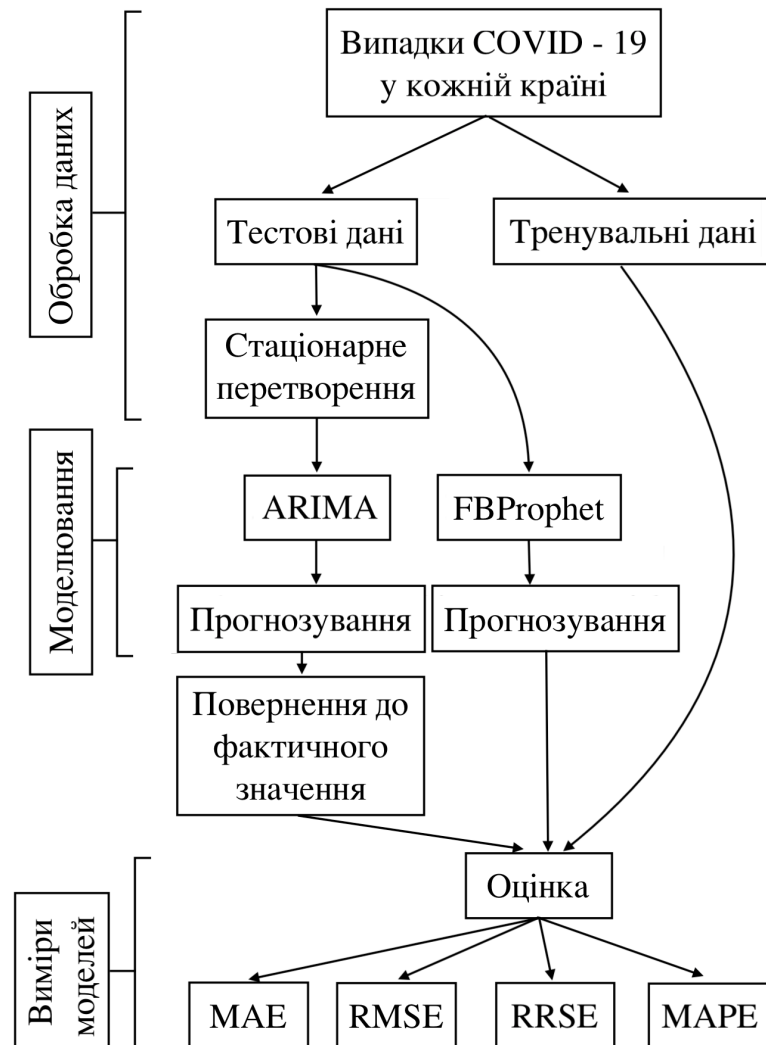 Випадки COVID - 19
у кожній країні
Обробка даних
Тестові дані
Тренувальні дані
Стаціонарне
перетворення
Моделювання
ARIMA
FBProphet
Прогнозування
Прогнозування
Повернення до
фактичного
значення
Виміри
моделей
Оцінка
MAE
RMSE
RRSE
MAPE